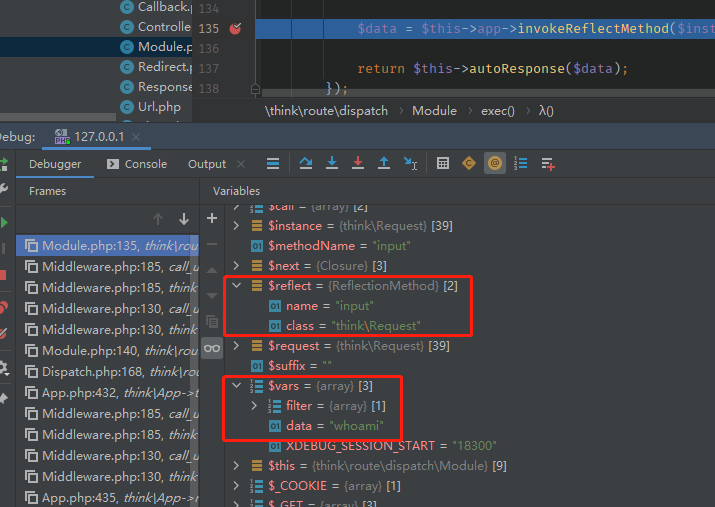 Callback.p
134
Controlle
135 $data = $this->app->invokeReflectMethod($inst
Module.p
136
Redirect.p
137 return $this->autoResponse($data);
Response
138 });
Url.php
\think\route\dispatch > Module > exec() > λ()
Debug: 127.0.0.1 ×
Debugger Console Output ×
Frames Variables
$call = {array} [2]
$instance = {think\Request} [39]
Module.php:135, think\rou
$methodName = "input"
Middleware.php:185, call_u
$next = {Closure} [3]
Middleware.php:185, think
$reflect = {ReflectionMethod} [2]
Middleware.php:130, call_u
name = "input"
Middleware.php:130, think
class = "think\Request"
Module.php:140, think\rou
$request = {think\Request} [39]
Dispatch.php:168, think\ro
$suffix = ""
App.php:432, think\App->t
$vars = {array} [3]
Middleware.php:185, call_u
filter = {array} [1]
Middleware.php:185, think
data = "whoami"
Middleware.php:130, call_u
XDEBUG_SESSION_START = "18300"
Middleware.php:130, think
$this = {think\route\dispatch\Module} [9]
App.php:435, think\App->r
$_COOKIE = {array} [1]
$_GET = {array} [3]